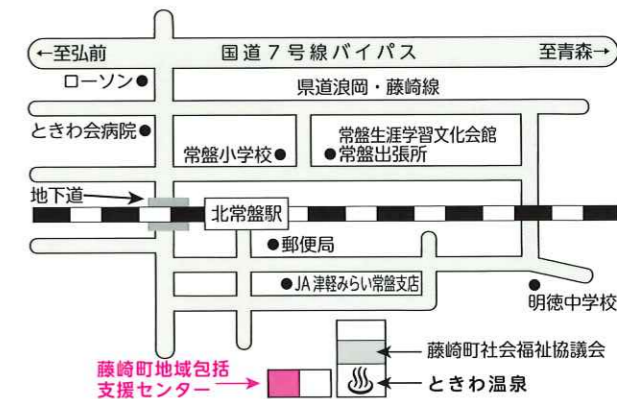 ←至弘前
国道7号線バイパス
至青森→
ローソン
県道浪岡・藤崎線
ときわ会病院
常盤小学校
常盤生涯学習文化会館
常盤出張所
地下道
北常盤駅
郵便局
JA津軽みらい常盤支店
明徳中学校
藤崎町社会福祉協議会
藤崎町地域包括
支援センター
ときわ温泉